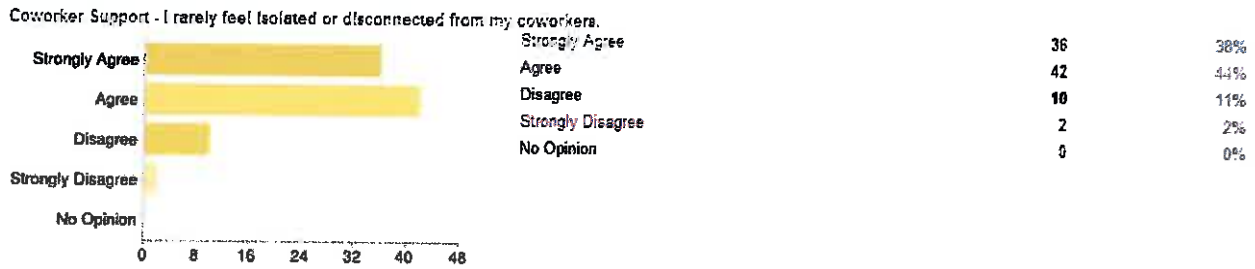 Coworker Support - I rarely feel isolated or disconnected from my coworkers.
Strongly Agree
Agree
Disagree
Strongly Disagree
No Opinion
0 8 16 24 32 40 48
Strongly Agree 36 38%
Agree 42 44%
Disagree 10 11%
Strongly Disagree 2 2%
No Opinion 0 0%